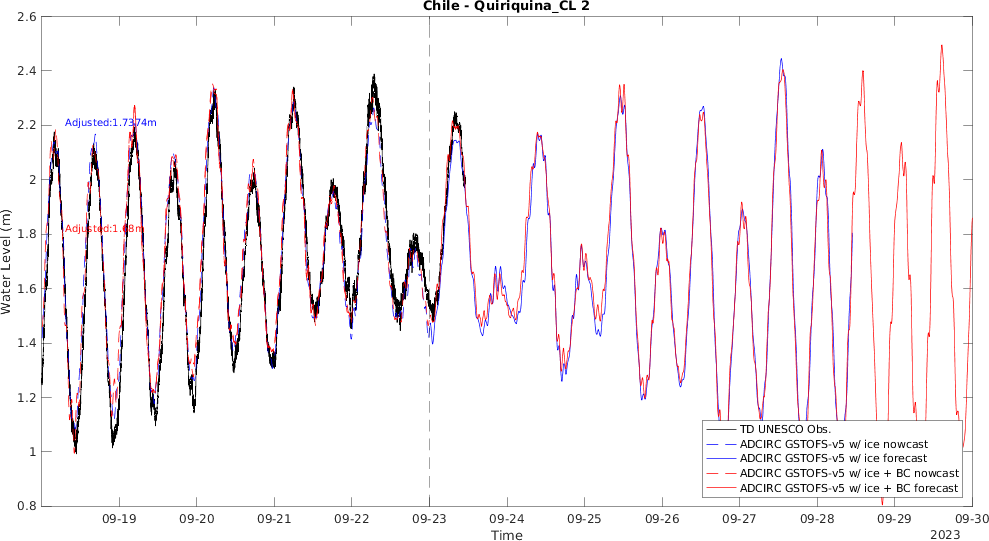 Chile - Quiriquina_CL 2
2.6
2.4
2.2
2
1.8
1.6
1.4
1.2
1
0.8
Water Level (m)
Adjusted:1.7374m
Adjusted:1.68m
TD UNESCO Obs.
ADCIRC GSTOFS-v5 w/ ice nowcast
ADCIRC GSTOFS-v5 w/ ice forecast
ADCIRC GSTOFS-v5 w/ ice + BC nowcast
ADCIRC GSTOFS-v5 w/ ice + BC forecast
09-19 09-20 09-21 09-22 09-23 09-24 09-25 09-26 09-27 09-28 09-29 09-30
Time
2023